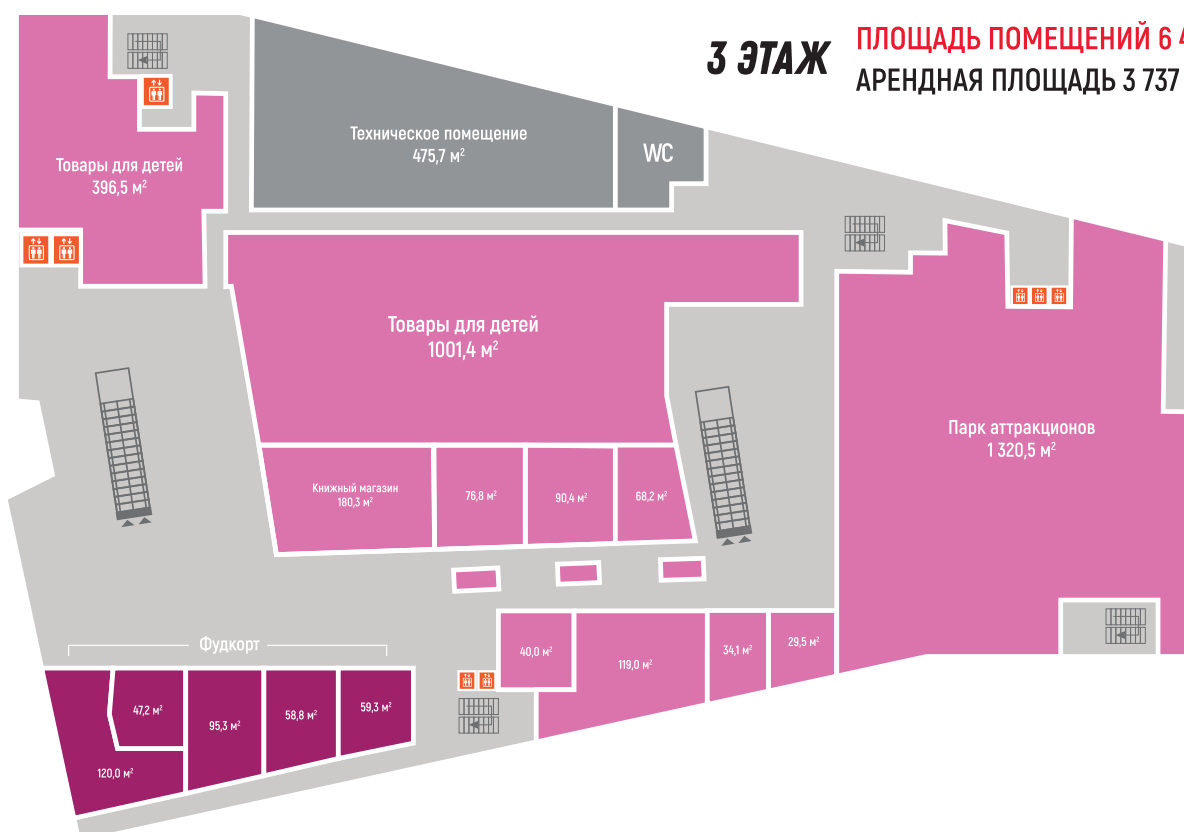 3 ЭТАЖ
ПЛОЩАДЬ ПОМЕЩЕНИЙ 6 4
АРЕНДНАЯ ПЛОЩАДЬ 3 737
Техническое помещение
475,7 м²
WC
Товары для детей
396,5 м²
Товары для детей
1001,4 м²
Парк аттракционов
1 320,5 м²
Книжный магазин
180,3 м²
76,8 м²
90,4 м²
68,2 м²
Фудкорт
40,0 м²
119,0 м²
34,1 м²
29,5 м²
47,2 м²
95,3 м²
58,8 м²
59,3 м²
120,0 м²